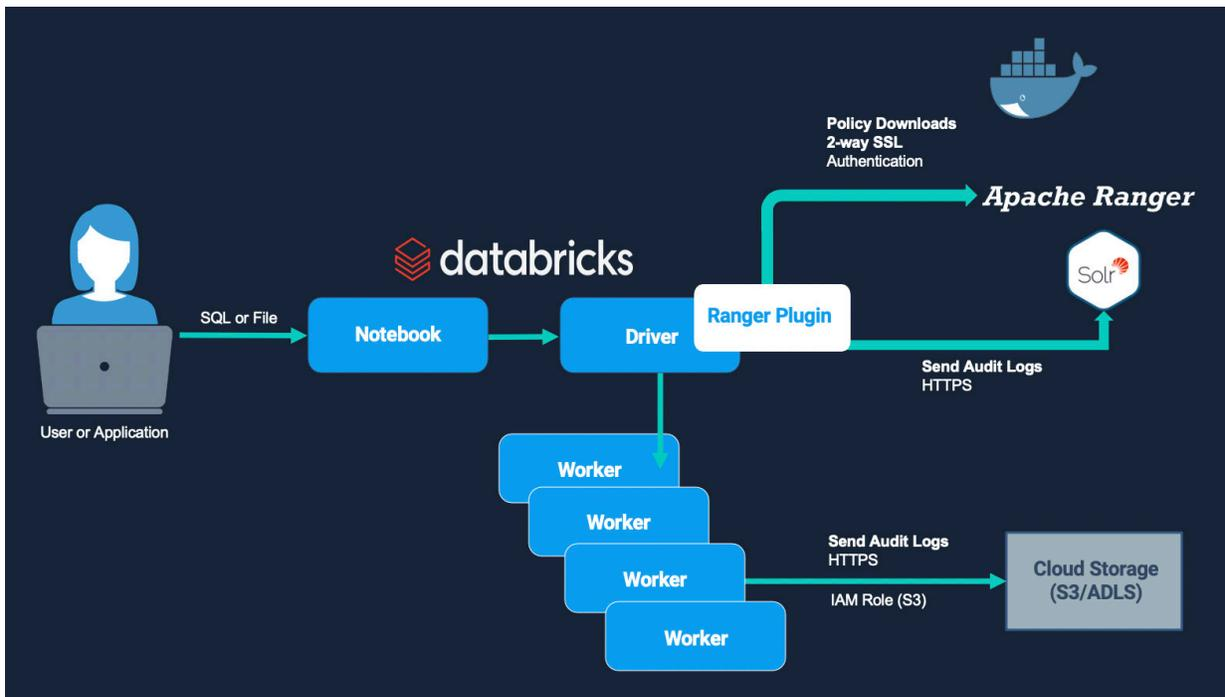 Policy Downloads
2-way SSL
Authentication
Apache Ranger
databricks
Solr
SQL or File
Notebook
Driver
Ranger Plugin
Send Audit Logs
HTTPS
User or Application
Worker
Worker
Worker
Worker
Send Audit Logs
HTTPS
IAM Role (S3)
Cloud Storage
(S3/ADLS)